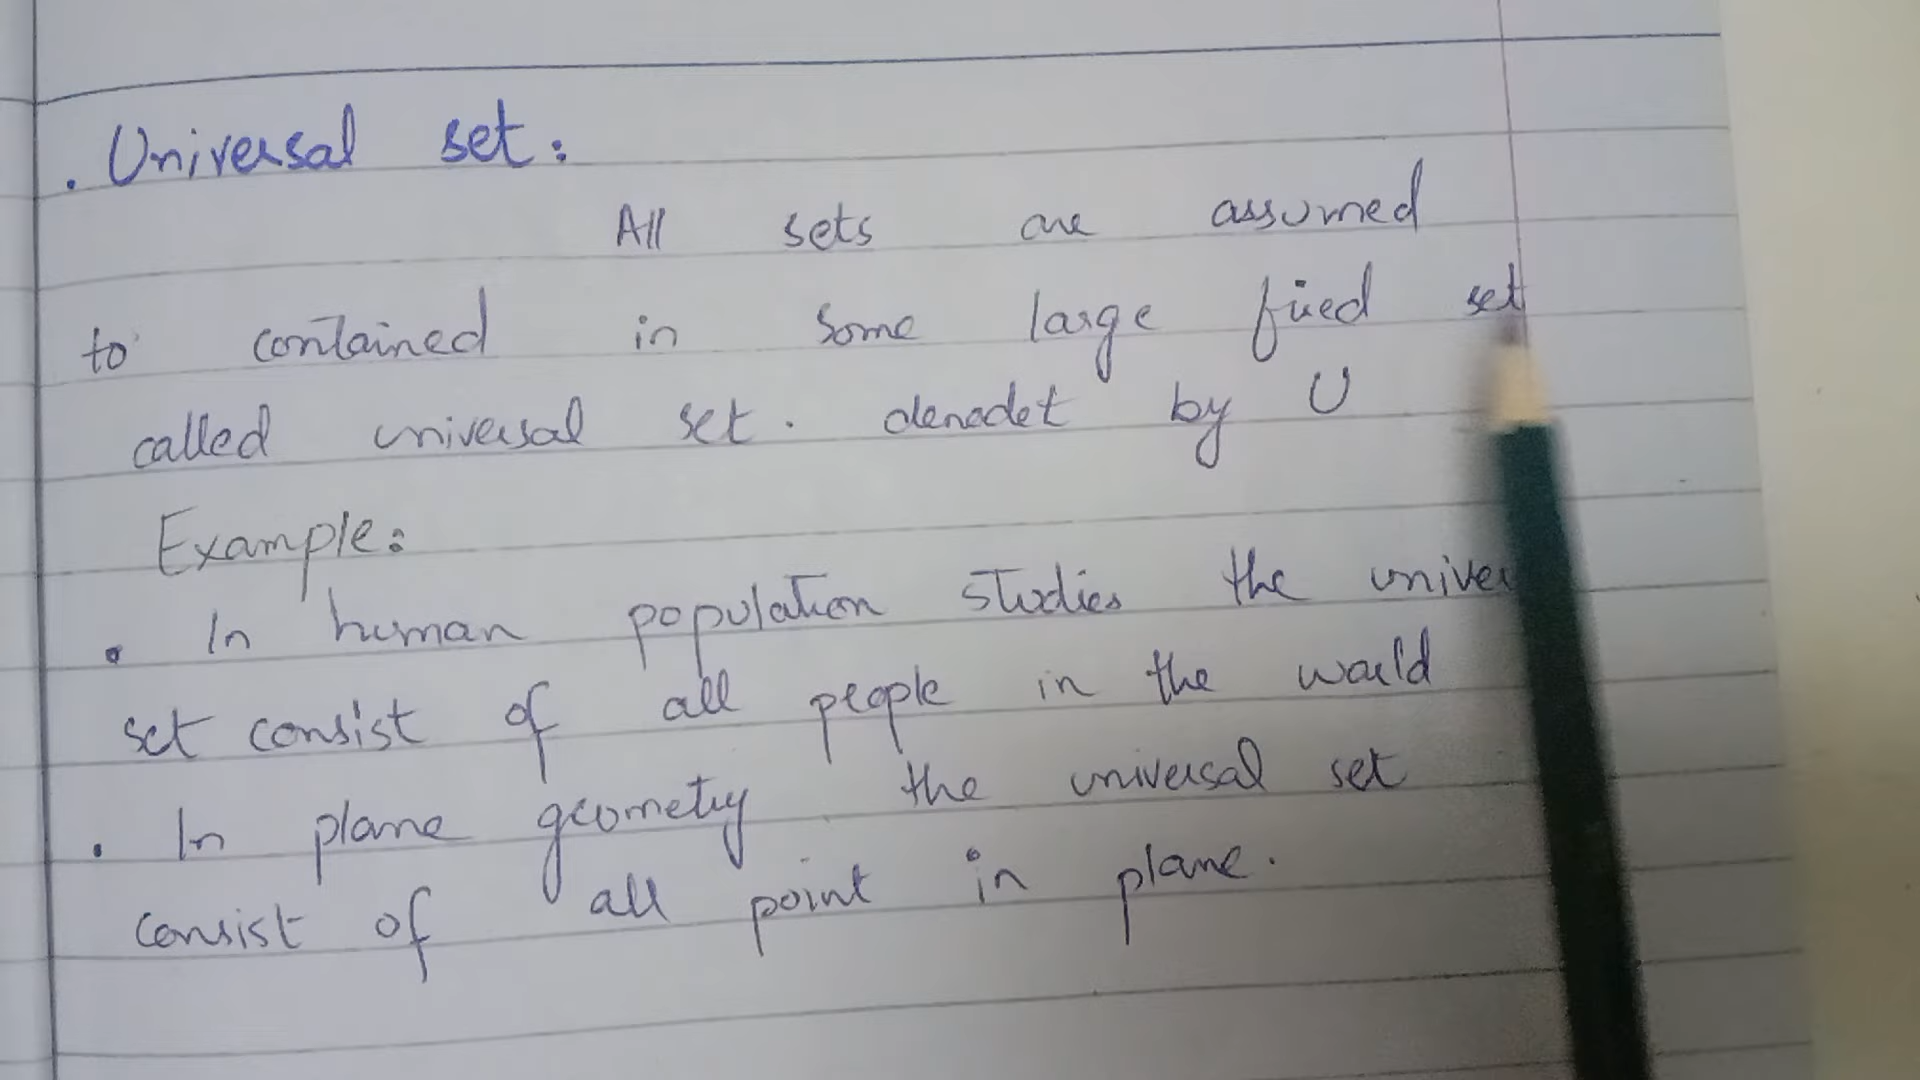 . Universal set:
All sets are assumed
to contained in some large fixed set
called universal set. denodet by U
Example:
. In human population studies the univer
set consist of all people in the world
. In plane geometry the universal set
consist of all point in plane.